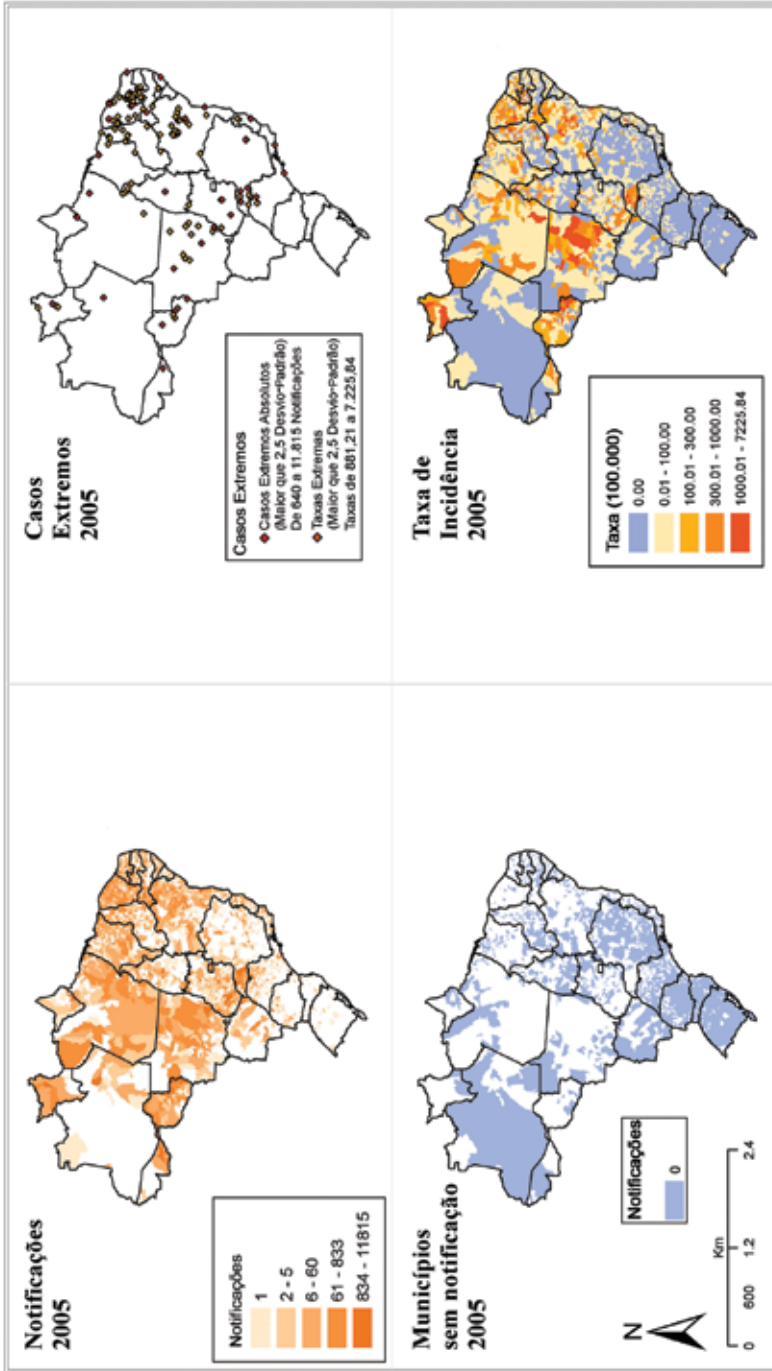 Notificações
2005
Notificações
1
2 - 5
6 - 60
61 - 833
834 - 11815
Casos
Extremos
2005
Casos Extremos
Casos Extremos Absolutos
(Maior que 2,5 Desvio-Padrão)
De 640 a 11.815 Notificações
Taxas Extremas
(Maior que 2,5 Desvio-Padrão)
Taxas de 881,21 a 7.225,84
Municípios
sem notificação
2005
Notificações
0
N
Km
0 600 1.2 2.4
Taxa de
Incidência
2005
Taxa (100.000)
0.00
0.01 - 100.00
100.01 - 300.00
300.01 - 1000.00
1000.01 - 7225.84